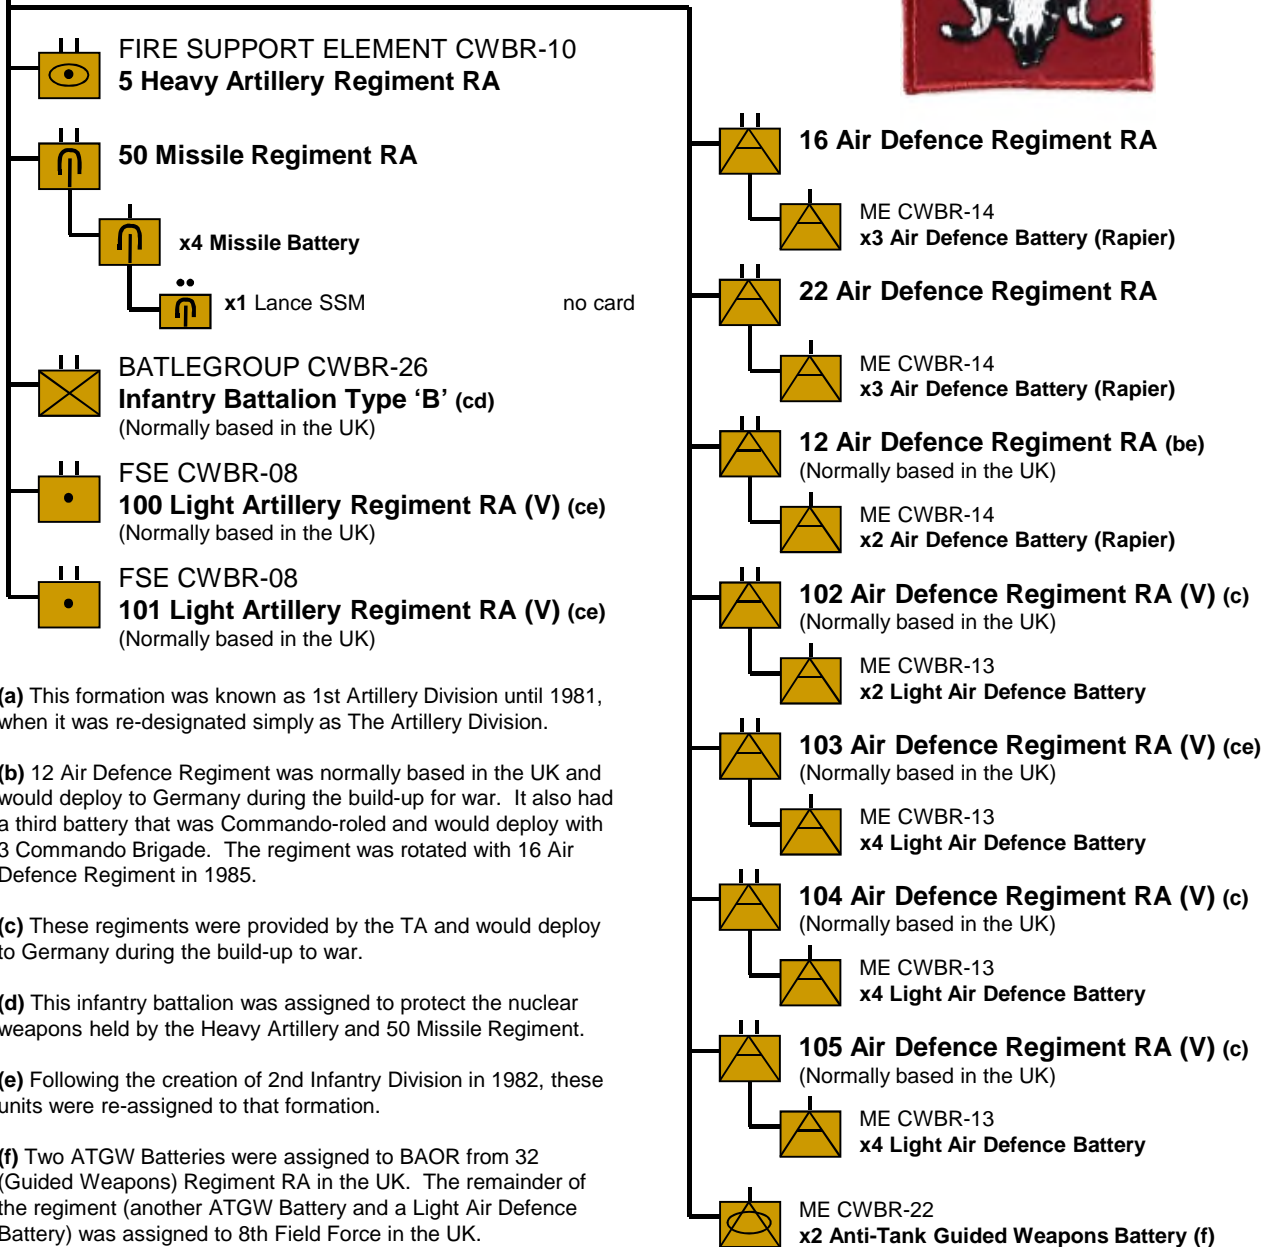 FIRE SUPPORT ELEMENT CWBR-10
5 Heavy Artillery Regiment RA
50 Missile Regiment RA
x4 Missile Battery
x1 Lance SSM no card
BATLEGROUP CWBR-26
Infantry Battalion Type ‘B’ (cd)
(Normally based in the UK)
FSE CWBR-08
100 Light Artillery Regiment RA (V) (ce)
(Normally based in the UK)
FSE CWBR-08
101 Light Artillery Regiment RA (V) (ce)
(Normally based in the UK)
(a) This formation was known as 1st Artillery Division until 1981,
when it was re-designated simply as The Artillery Division.
(b) 12 Air Defence Regiment was normally based in the UK and
would deploy to Germany during the build-up for war. It also had
a third battery that was Commando-roled and would deploy with
3 Commando Brigade. The regiment was rotated with 16 Air
Defence Regiment in 1985.
(c) These regiments were provided by the TA and would deploy
to Germany during the build-up to war.
(d) This infantry battalion was assigned to protect the nuclear
weapons held by the Heavy Artillery and 50 Missile Regiment.
(e) Following the creation of 2nd Infantry Division in 1982, these
units were re-assigned to that formation.
(f) Two ATGW Batteries were assigned to BAOR from 32
(Guided Weapons) Regiment RA in the UK. The remainder of
the regiment (another ATGW Battery and a Light Air Defence
Battery) was assigned to 8th Field Force in the UK.
16 Air Defence Regiment RA
ME CWBR-14
x3 Air Defence Battery (Rapier)
22 Air Defence Regiment RA
ME CWBR-14
x3 Air Defence Battery (Rapier)
12 Air Defence Regiment RA (be)
(Normally based in the UK)
ME CWBR-14
x2 Air Defence Battery (Rapier)
102 Air Defence Regiment RA (V) (c)
(Normally based in the UK)
ME CWBR-13
x2 Light Air Defence Battery
103 Air Defence Regiment RA (V) (ce)
(Normally based in the UK)
ME CWBR-13
x4 Light Air Defence Battery
104 Air Defence Regiment RA (V) (c)
(Normally based in the UK)
ME CWBR-13
x4 Light Air Defence Battery
105 Air Defence Regiment RA (V) (c)
(Normally based in the UK)
ME CWBR-13
x4 Light Air Defence Battery
ME CWBR-22
x2 Anti-Tank Guided Weapons Battery (f)